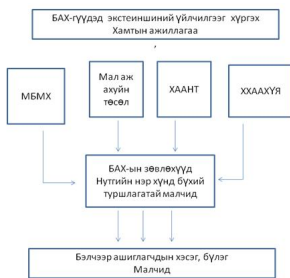 БАХ-гүүдэд экстеншиний үйлчилгээг хүргэх
Хамтын ажиллагаа
МБМХ
Мал аж
ахуйн
төсөл
ХААНТ
ХХААХҮЯ
БАХ-ын зөвлөхүүд
Нутгийн нэр хүнд бүхий
туршлагатай малчид
Бэлчээр ашиглагчдын хэсэг, бүлэг
Малчид